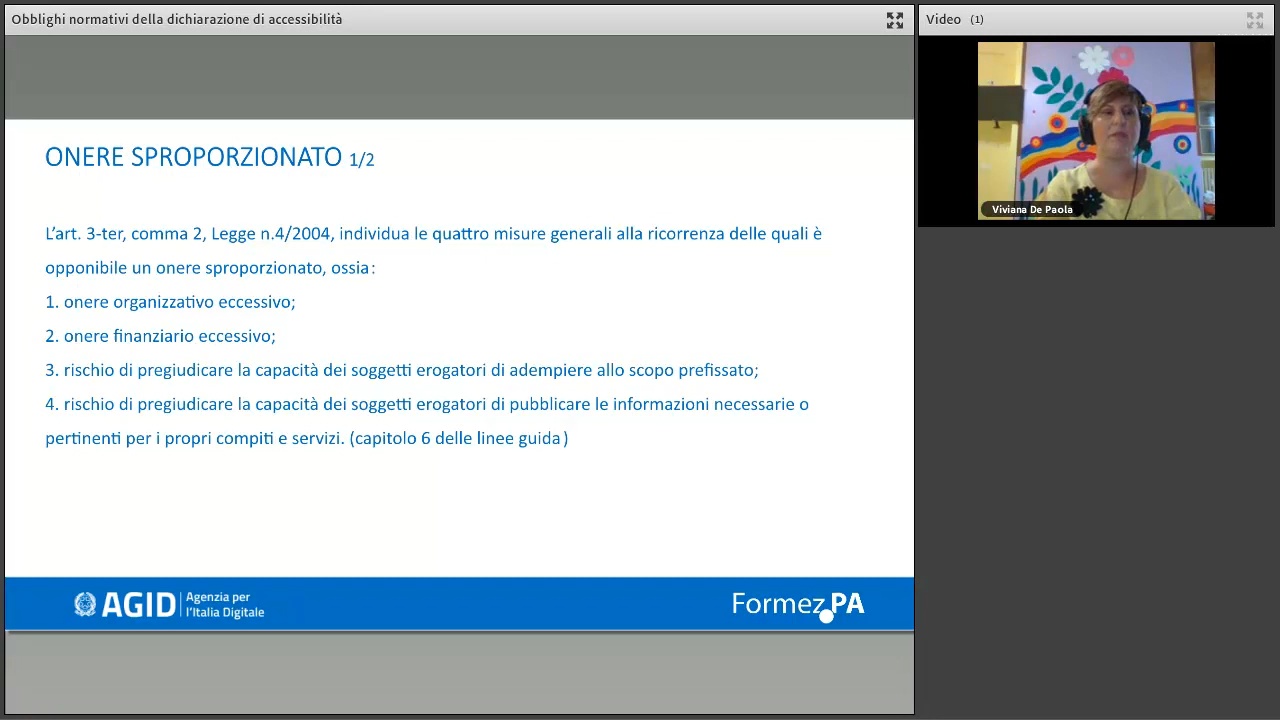 Obblighi normativi della dichiarazione di accessibilità
Video (1)
Viviana De Paola
ONERE SPROPORZIONATO 1/2
L'art. 3-ter, comma 2, Legge n.4/2004, individua le quattro misure generali alla ricorrenza delle quali è
opponibile un onere sproporzionato, ossia:
1. onere organizzativo eccessivo;
2. onere finanziario eccessivo;
3. rischio di pregiudicare la capacità dei soggetti erogatori di adempiere allo scopo prefissato;
4. rischio di pregiudicare la capacità dei soggetti erogatori di pubblicare le informazioni necessarie o
pertinenti per i propri compiti e servizi. (capitolo 6 delle linee guida)
AGID
Agenzia per
l'Italia Digitale
Formez PA